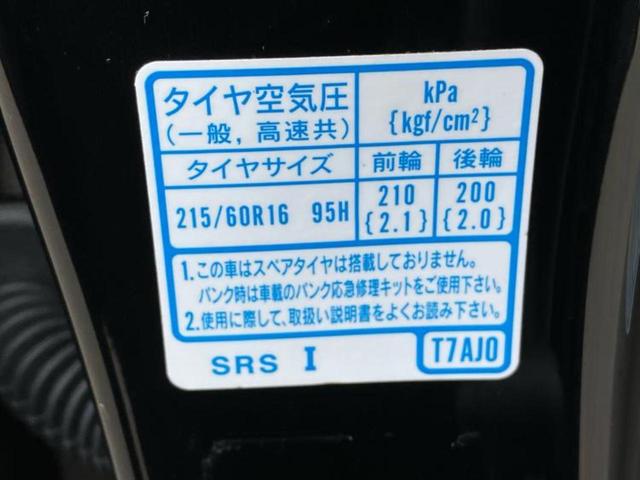 タイヤ空気圧
(一般, 高速共)
kPa
{kgf/cm²}
タイヤサイズ 前輪 後輪
215/60R16 95H 210 200
{2.1} {2.0}
1.この車はスペアタイヤは搭載しておりません。
パンク時は車載のパンク応急修理キットをご使用下さい。
2.使用に際して、取扱い説明書をよくお読み下さい。
SRS I T7AJ0